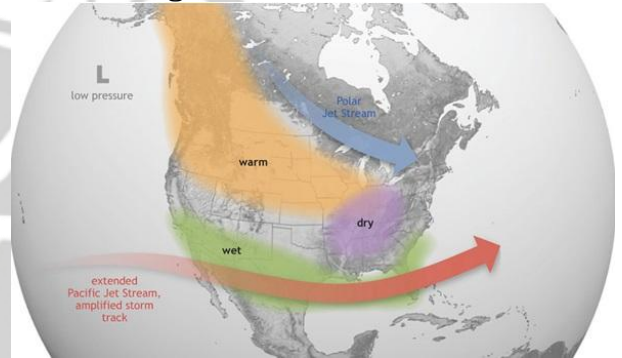 L
low pressure
Polar
Jet Stream
warm
dry
wet
extended
Pacific Jet Stream,
amplified storm
track